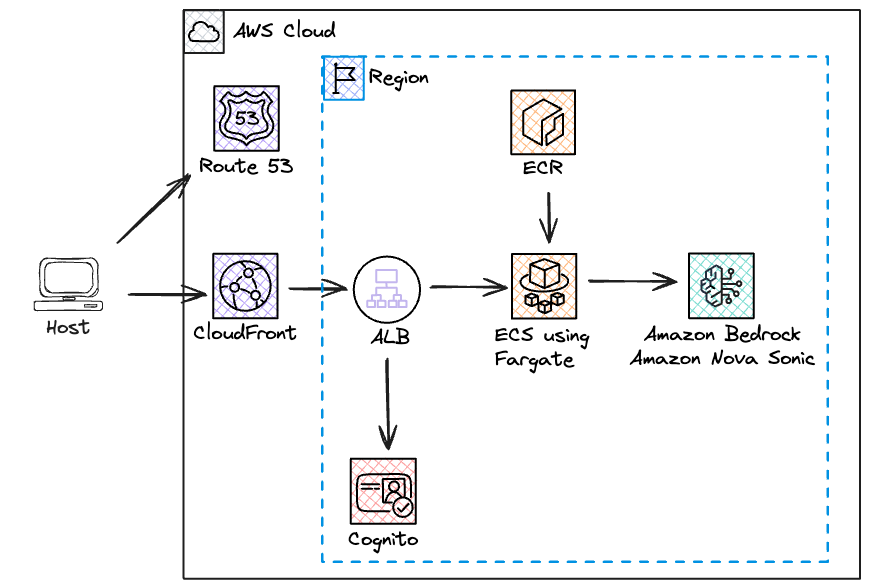 AWS Cloud
Region
53
Route 53
ECR
Host
CloudFront
ALB
ECS using
Fargate
Amazon Bedrock
Amazon Nova Sonic
Cognito